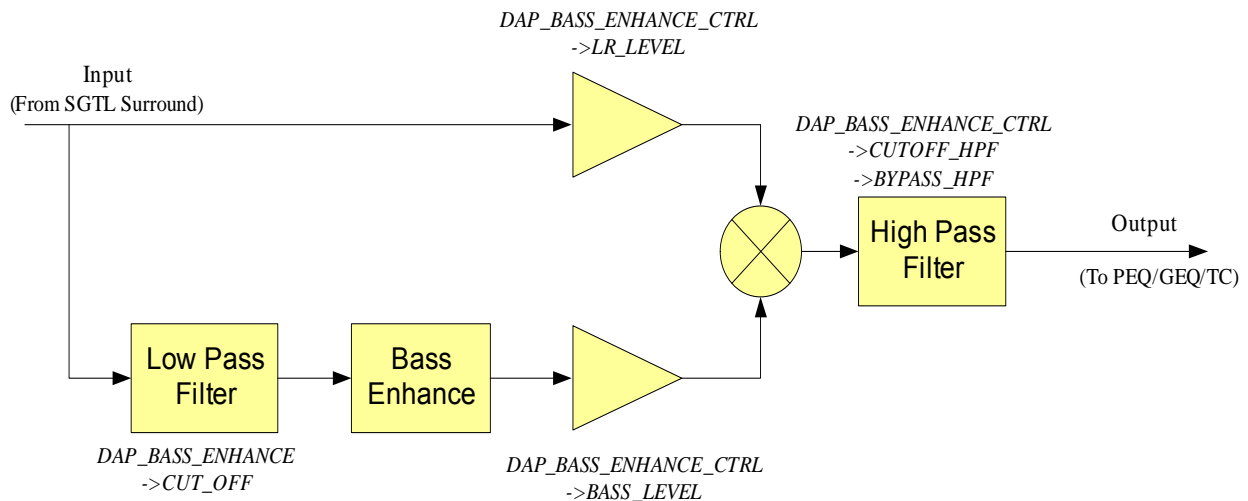 DAP_BASS_ENHANCE_CTRL
->LR_LEVEL
Input
(From SGTL Surround)
DAP_BASS_ENHANCE_CTRL
->CUTOFF_HPF
->BYPASS_HPF
High Pass
Filter
Output
(To PEQ/GEQ/TC)
Low Pass
Filter
Bass
Enhance
DAP_BASS_ENHANCE
->CUT_OFF
DAP_BASS_ENHANCE_CTRL
->BASS_LEVEL